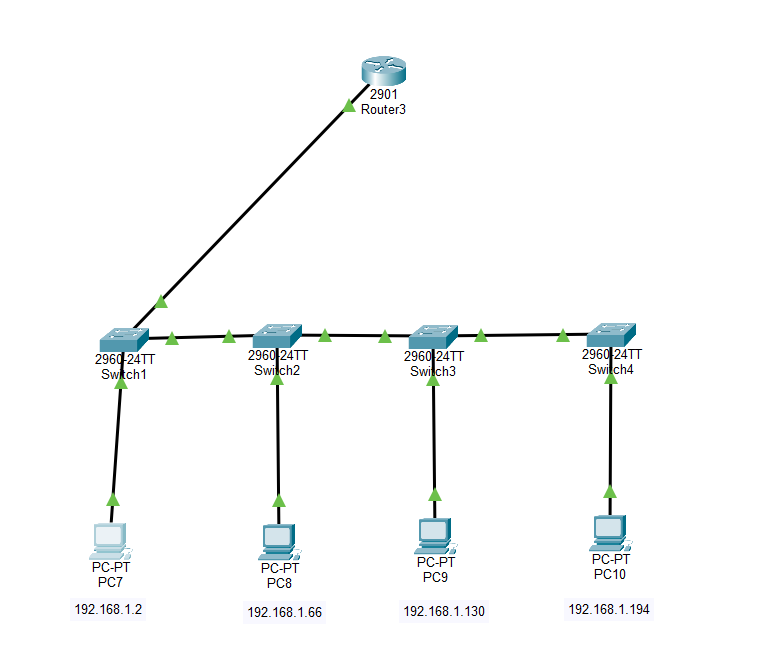 2901
Router3
2960-24TT
Switch1
2960-24TT
Switch2
2960-24TT
Switch3
2960-24TT
Switch4
PC-PT
PC7
PC-PT
PC8
PC-PT
PC9
PC-PT
PC10
192.168.1.2
192.168.1.66
192.168.1.130
192.168.1.194